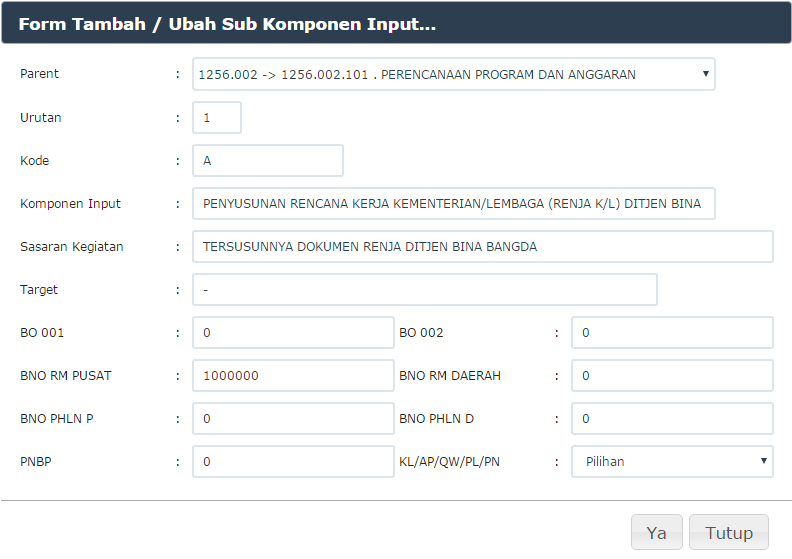 Form Tambah / Ubah Sub Komponen Input...
Parent : 1256.002 -> 1256.002.101 . PERENCANAAN PROGRAM DAN ANGGARAN
Urutan : 1
Kode : A
Komponen Input : PENYUSUNAN RENCANA KERJA KEMENTERIAN/LEMBAGA (RENJA K/L) DITJEN BINA
Sasaran Kegiatan : TERSUSUNNYA DOKUMEN RENJA DITJEN BINA BANGDA
Target : -
BO 001 : 0 BO 002 : 0
BNO RM PUSAT : 1000000 BNO RM DAERAH : 0
BNO PHLN P : 0 BNO PHLN D : 0
PNBP : 0 KL/AP/QW/PL/PN : Pilihan
Ya Tutup